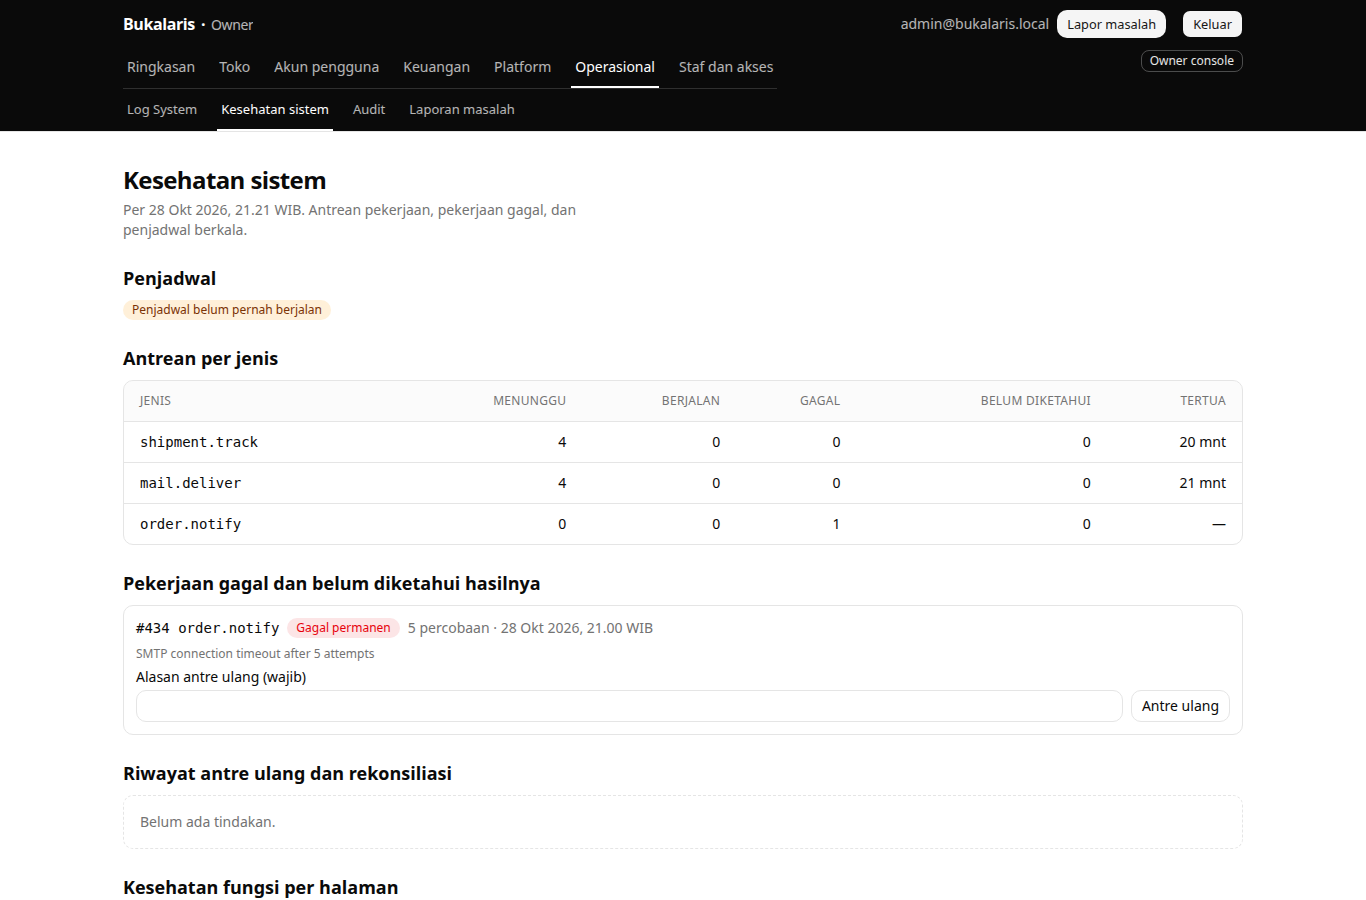 Bukalaris · Owner
admin@bukalaris.local Lapor masalah Keluar
Ringkasan Toko Akun pengguna Keuangan Platform Operasional Staf dan akses
Owner console
Log System Kesehatan sistem Audit Laporan masalah
Kesehatan sistem
Per 28 Okt 2026, 21.21 WIB. Antrean pekerjaan, pekerjaan gagal, dan
penjadwal berkala.
Penjadwal
Penjadwal belum pernah berjalan
Antrean per jenis
JENIS MENUNGGU BERJALAN GAGAL BELUM DIKETAHUI TERTUA
shipment.track 4 0 0 0 20 mnt
mail.deliver 4 0 0 0 21 mnt
order.notify 0 0 1 0 —
Pekerjaan gagal dan belum diketahui hasilnya
#434 order.notify Gagal permanen 5 percobaan · 28 Okt 2026, 21.00 WIB
SMTP connection timeout after 5 attempts
Alasan antre ulang (wajib)
Antre ulang
Riwayat antre ulang dan rekonsiliasi
Belum ada tindakan.
Kesehatan fungsi per halaman